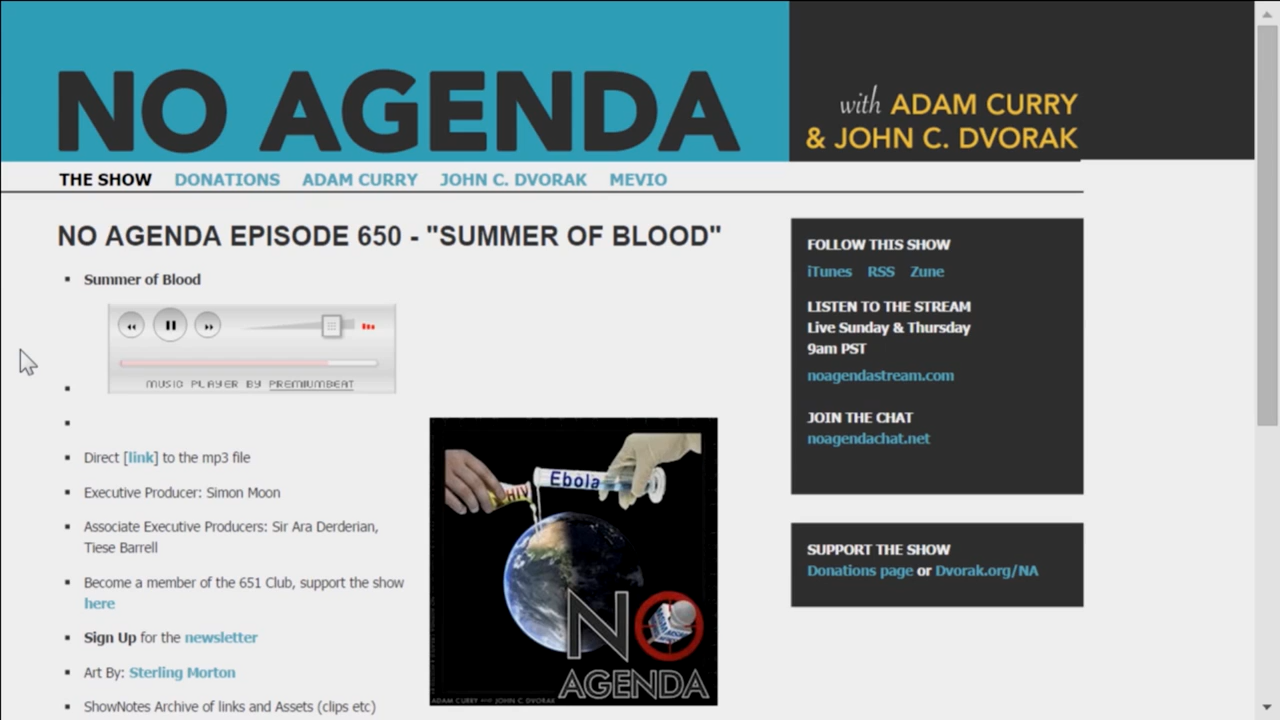 NO AGENDA
with ADAM CURRY
& JOHN C. DVORAK
THE SHOW DONATIONS ADAM CURRY JOHN C. DVORAK MEVIO
NO AGENDA EPISODE 650 - "SUMMER OF BLOOD"
Summer of Blood
MUSIC PLAYER BY PREMIUMBEAT
Direct [link] to the mp3 file
Executive Producer: Simon Moon
Associate Executive Producers: Sir Ara Derderian,
Tiese Barrell
Become a member of the 651 Club, support the show
here
Sign Up for the newsletter
Art By: Sterling Morton
ShowNotes Archive of links and Assets (clips etc)
HIV
Ebola
NO
AGENDA
ADAM CURRY AND JOHN C. DVORAK
FOLLOW THIS SHOW
iTunes RSS Zune
LISTEN TO THE STREAM
Live Sunday & Thursday
9am PST
noagendastream.com
JOIN THE CHAT
noagendachat.net
SUPPORT THE SHOW
Donations page or Dvorak.org/NA